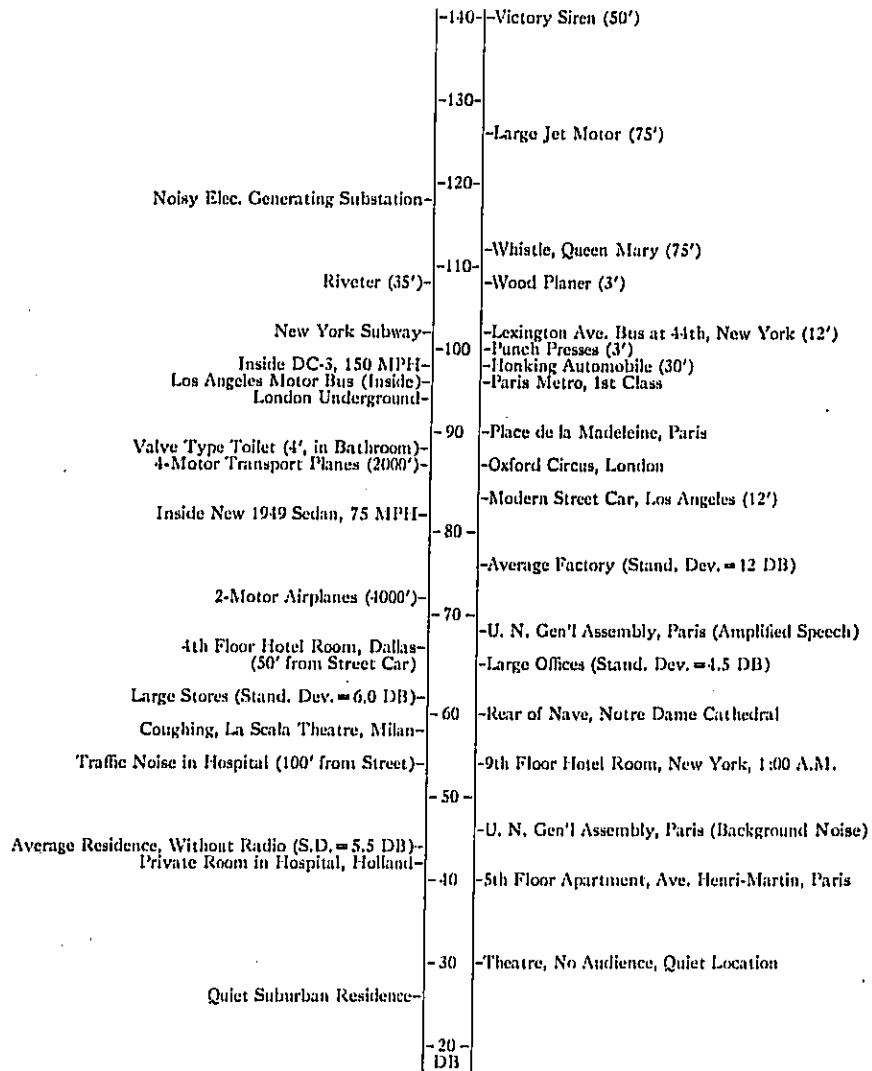 -140- -Victory Siren (50')
-130-
-Large Jet Motor (75')
-120-
Noisy Elec. Generating Substation-
-Whistle, Queen Mary (75')
-110-
Riveter (35')- -Wood Planer (3')
New York Subway- -Lexington Ave. Bus at 44th, New York (12')
-100- -Punch Presses (3')
Inside DC-3, 150 MPH- -Honking Automobile (30')
Los Angeles Motor Bus (Inside)- -Paris Metro, 1st Class
London Underground-
- 90 - -Place de la Madeleine, Paris
Valve Type Toilet (4', in Bathroom)-
4-Motor Transport Planes (2000')- -Oxford Circus, London
-Modern Street Car, Los Angeles (12')
Inside New 1949 Sedan, 75 MPH-
- 80 -
-Average Factory (Stand. Dev. = 12 DB)
2-Motor Airplanes (4000')-
- 70 -
-U. N. Gen'l Assembly, Paris (Amplified Speech)
4th Floor Hotel Room, Dallas-
(50' from Street Car) -Large Offices (Stand. Dev. = 4.5 DB)
Large Stores (Stand. Dev. = 6.0 DB)-
- 60 - -Rear of Nave, Notre Dame Cathedral
Coughing, La Scala Theatre, Milan-
Traffic Noise in Hospital (100' from Street)- -9th Floor Hotel Room, New York, 1:00 A.M.
- 50 -
-U. N. Gen'l Assembly, Paris (Background Noise)
Average Residence, Without Radio (S.D. = 5.5 DB)-
Private Room in Hospital, Holland-
- 40 - -5th Floor Apartment, Ave. Henri-Martin, Paris
- 30 - -Theatre, No Audience, Quiet Location
Quiet Suburban Residence-
- 20 -
DB